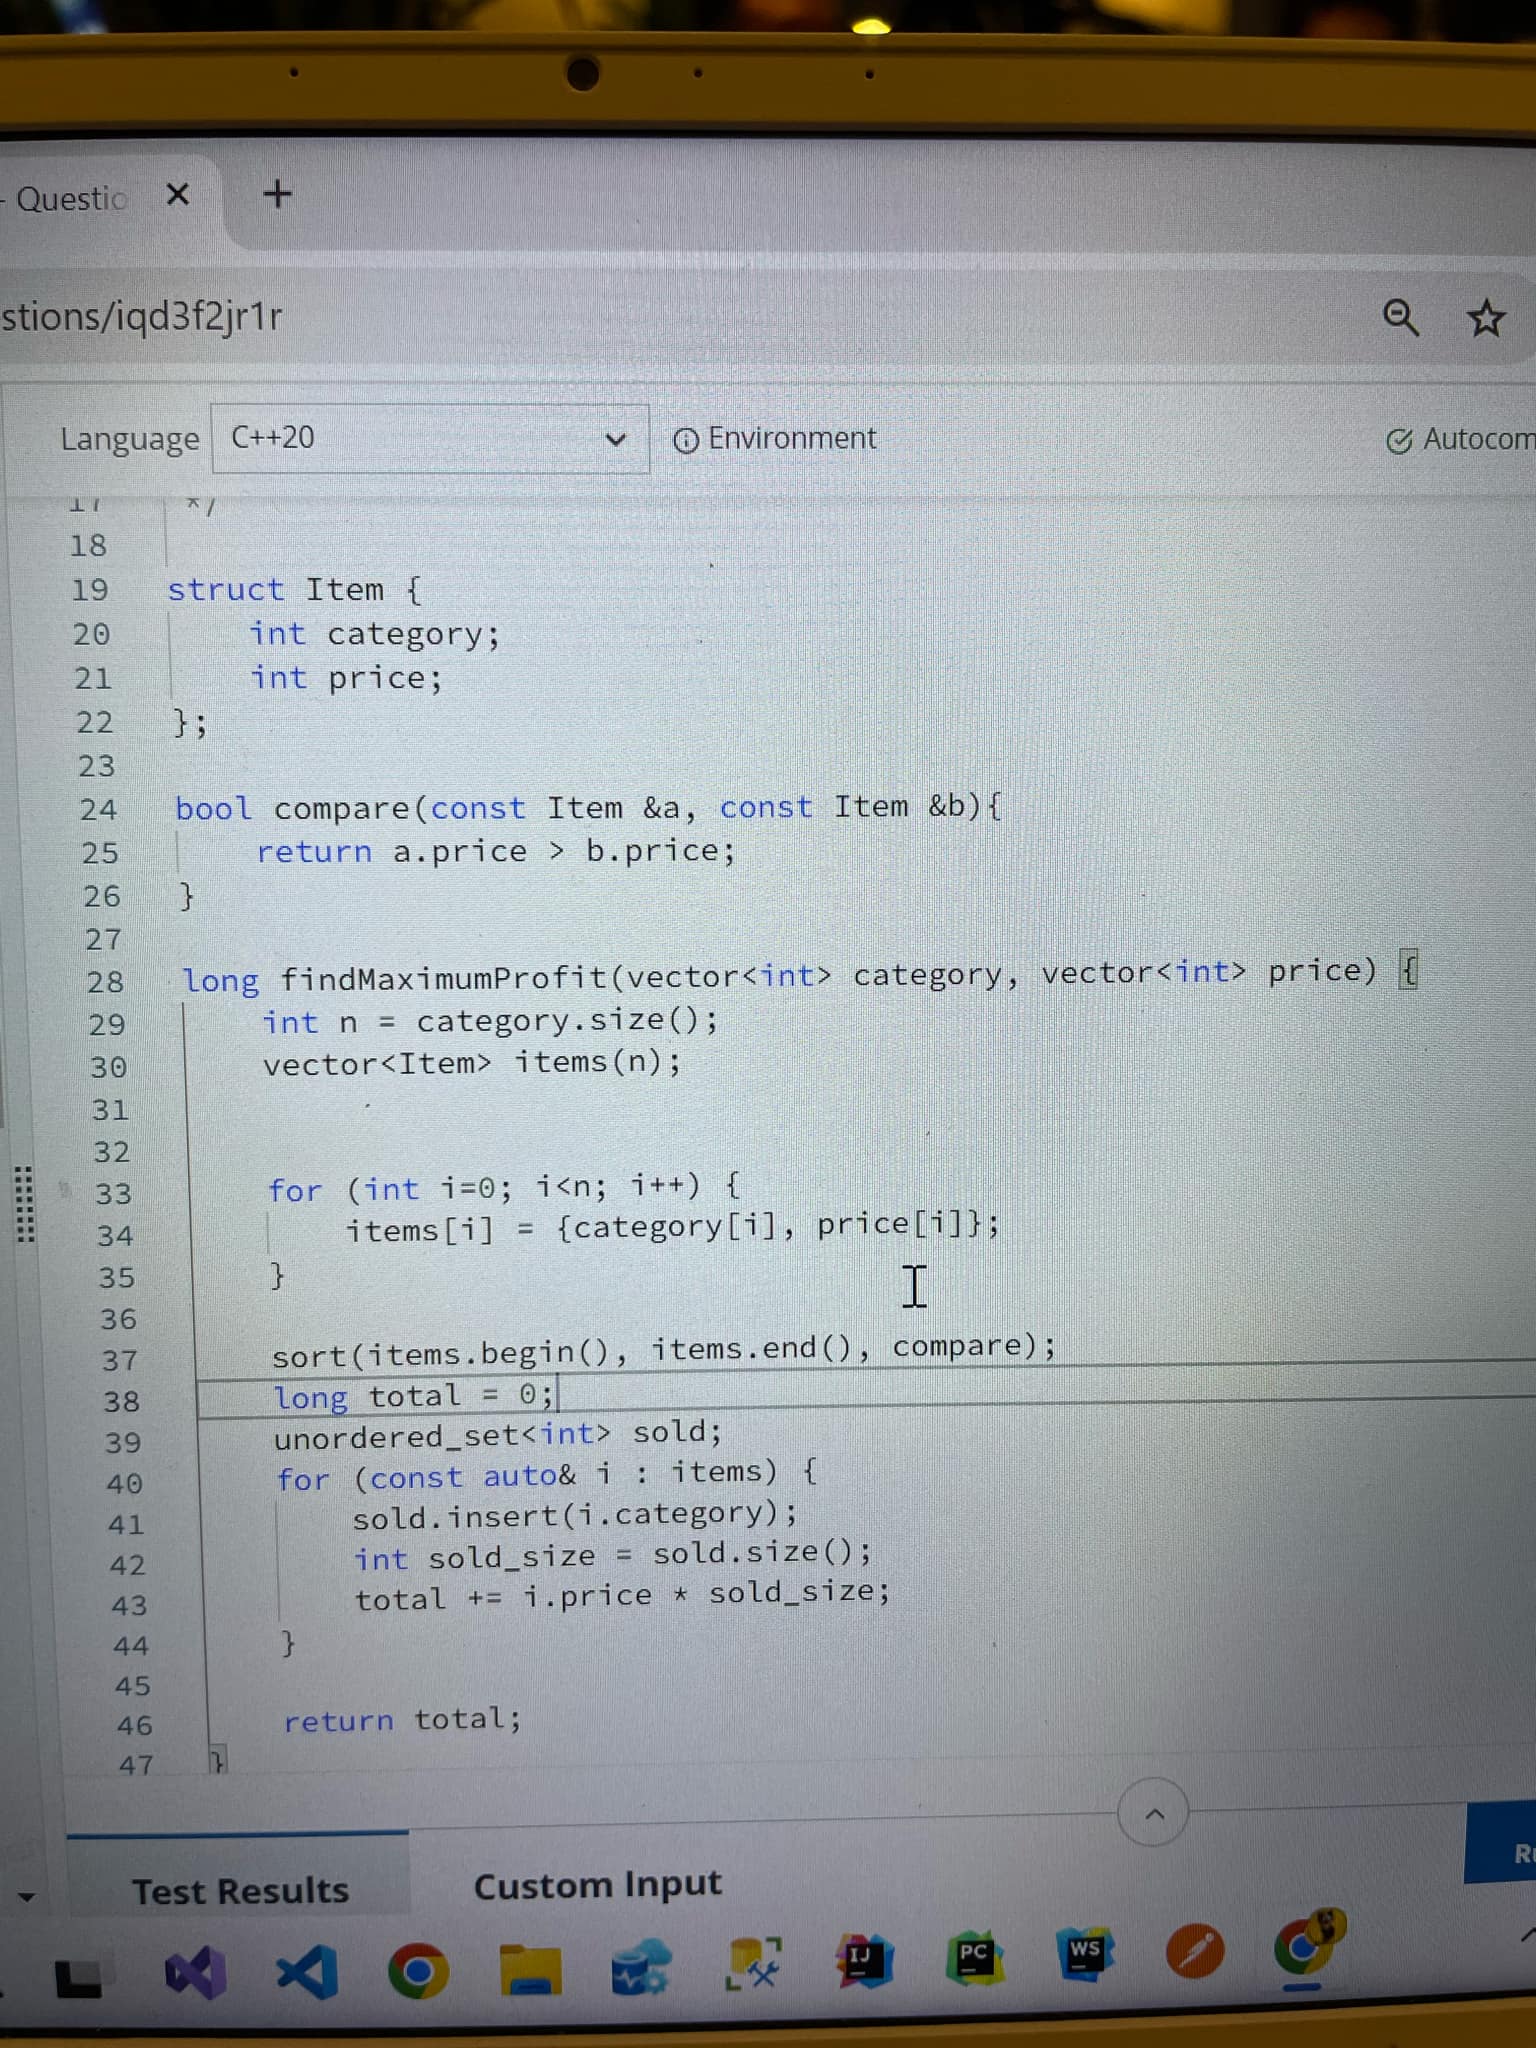 - Questio
stions/iqd3f2jr1r
Language C++20 Environment Autocom
17 */
18
19 struct Item {
20 int category;
21 int price;
22 };
23
24 bool compare(const Item &a, const Item &b){
25 return a.price > b.price;
26 }
27
28 long findMaximumProfit(vector<int> category, vector<int> price) {
29 int n = category.size();
30 vector<Item> items(n);
31
32
33 for (int i=0; i<n; i++) {
34 items[i] = {category[i], price[i]};
35 }
36
37 sort(items.begin(), items.end(), compare);
38 long total = 0;
39 unordered_set<int> sold;
40 for (const auto& i : items) {
41 sold.insert(i.category);
42 int sold_size = sold.size();
43 total += i.price * sold_size;
44 }
45
46 return total;
47 }
Ru
Test Results Custom Input
IJ PC WS